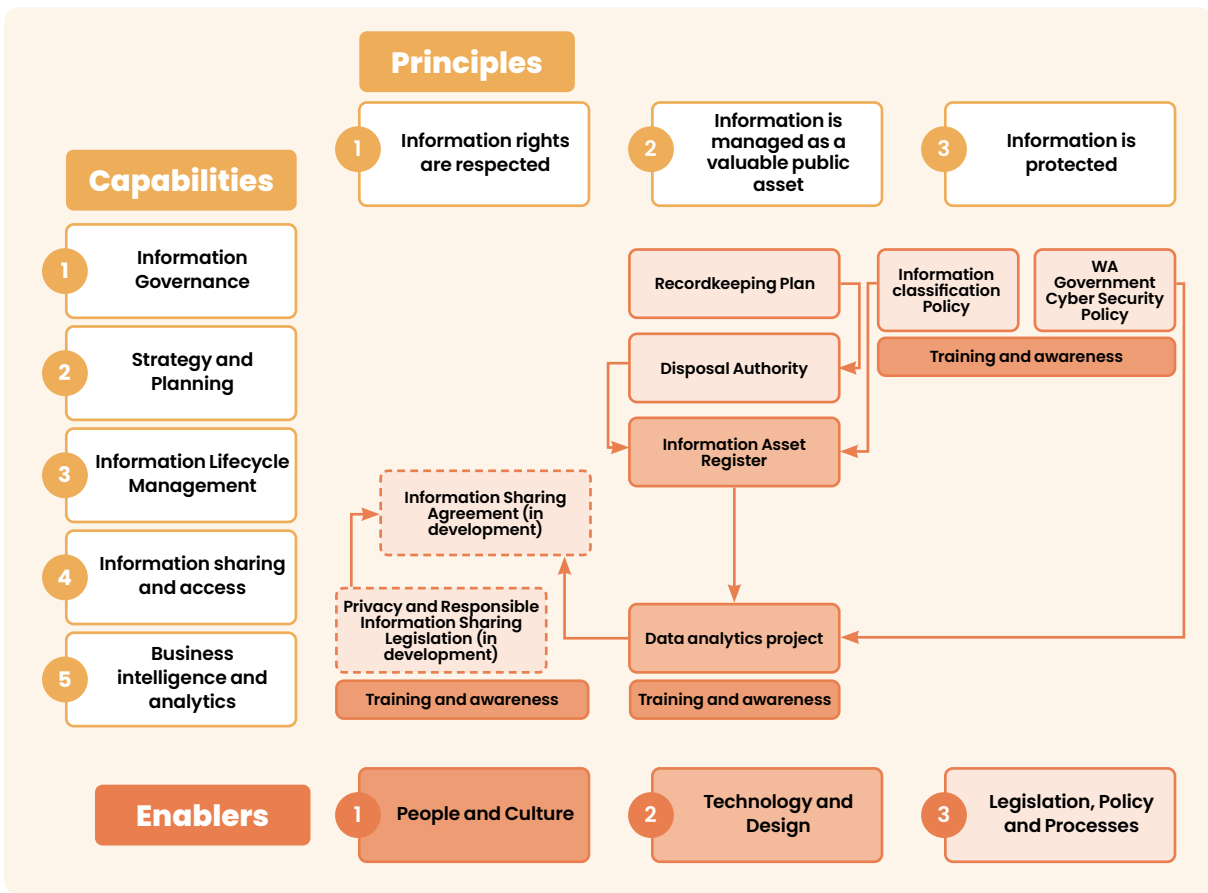 Principles
1
Information rights
are respected
2
Information is
managed as a
valuable public
asset
3
Information is
protected
Capabilities
1
Information
Governance
2
Strategy and
Planning
3
Information Lifecycle
Management
4
Information sharing
and access
5
Business
intelligence and
analytics
Recordkeeping Plan
Information
classification
Policy
WA
Government
Cyber Security
Policy
Training and awareness
Disposal Authority
Information Asset
Register
Information Sharing
Agreement (in
development)
Privacy and Responsible
Information Sharing
Legislation (in
development)
Training and awareness
Data analytics project
Training and awareness
Enablers
1
People and Culture
2
Technology and
Design
3
Legislation, Policy
and Processes